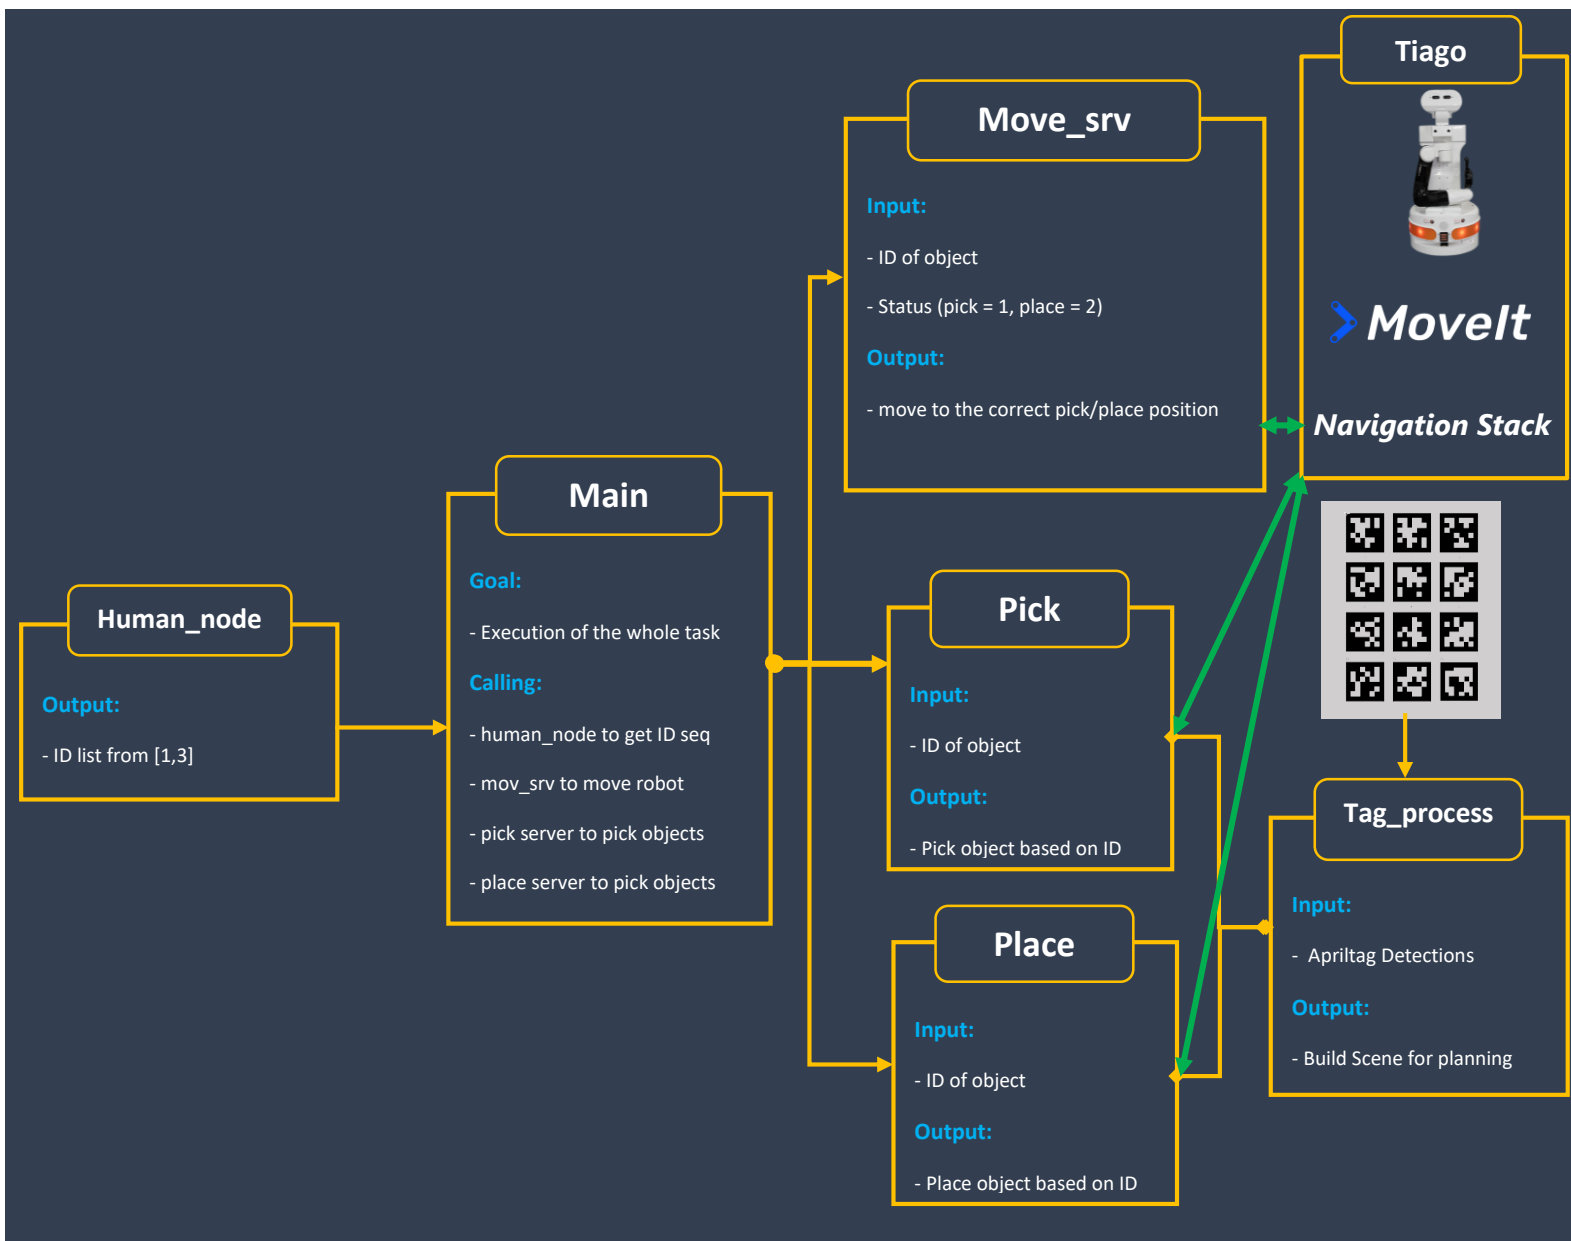 Tiago
MoveIt
Navigation Stack
Move_srv
Input:
- ID of object
- Status (pick = 1, place = 2)
Output:
- move to the correct pick/place position
Main
Goal:
- Execution of the whole task
Calling:
- human_node to get ID seq
- mov_srv to move robot
- pick server to pick objects
- place server to pick objects
Human_node
Output:
- ID list from [1,3]
Pick
Input:
- ID of object
Output:
- Pick object based on ID
Place
Input:
- ID of object
Output:
- Place object based on ID
Tag_process
Input:
- Apriltag Detections
Output:
- Build Scene for planning